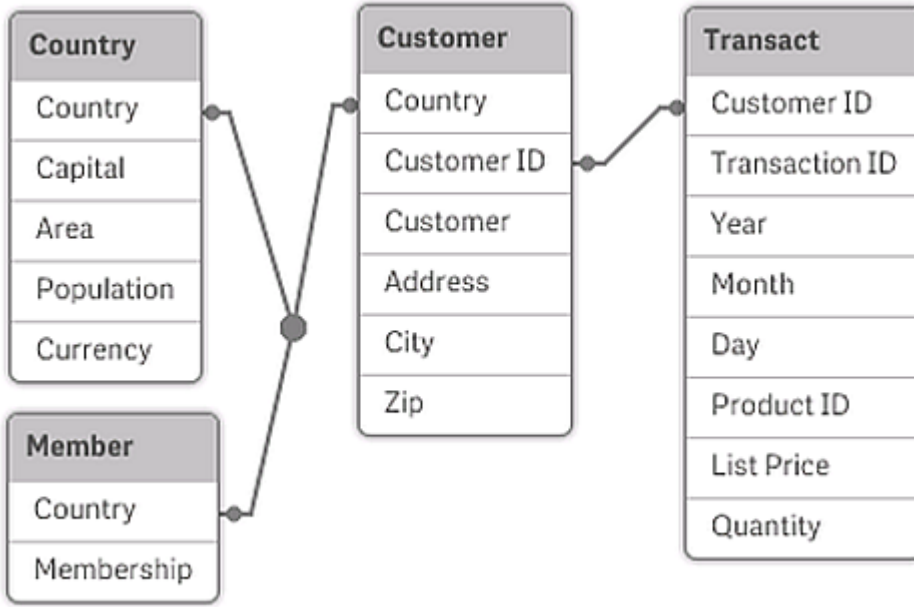 Country
Country
Capital
Area
Population
Currency
Member
Country
Membership
Customer
Country
Customer ID
Customer
Address
City
Zip
Transact
Customer ID
Transaction ID
Year
Month
Day
Product ID
List Price
Quantity